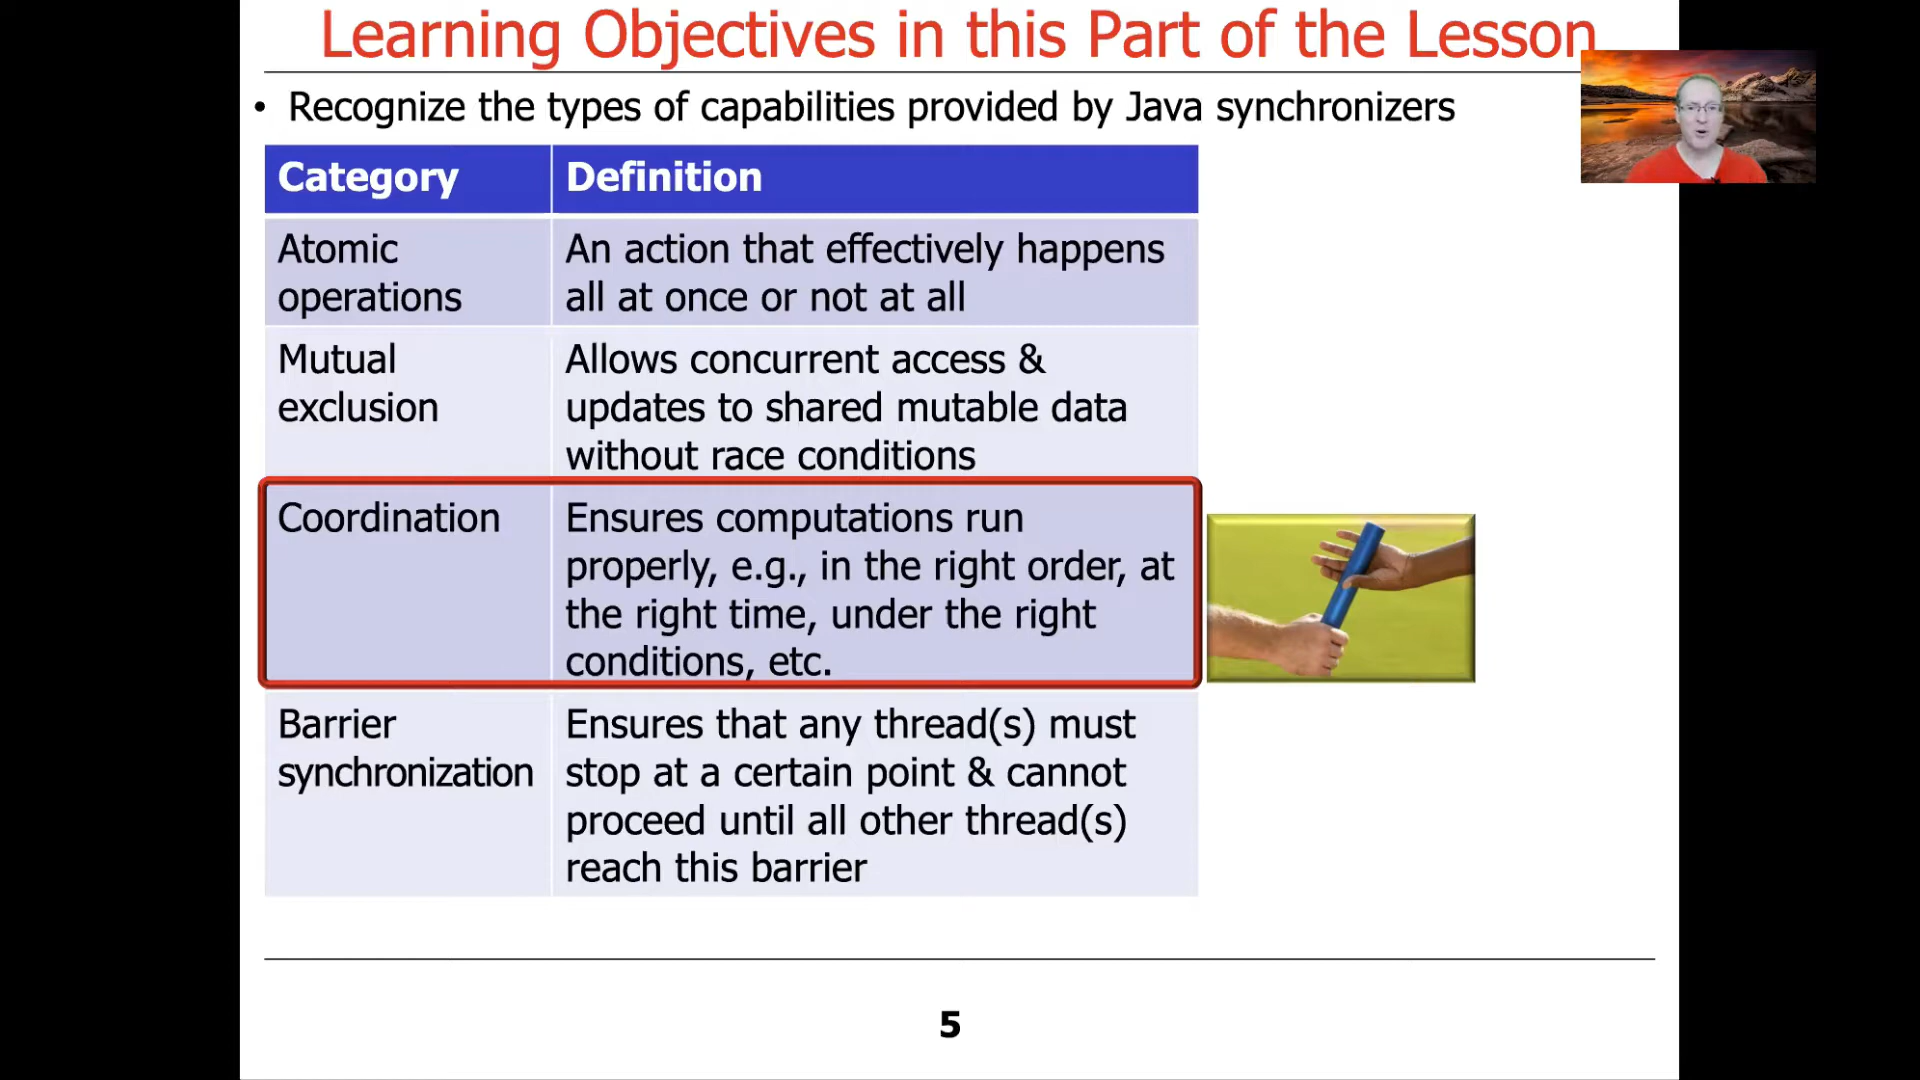 Learning Objectives in this Part of the Lesson
• Recognize the types of capabilities provided by Java synchronizers
Category
Definition
Atomic
operations
An action that effectively happens
all at once or not at all
Mutual
exclusion
Allows concurrent access &
updates to shared mutable data
without race conditions
Coordination
Ensures computations run
properly, e.g., in the right order, at
the right time, under the right
conditions, etc.
Barrier
synchronization
Ensures that any thread(s) must
stop at a certain point & cannot
proceed until all other thread(s)
reach this barrier
5